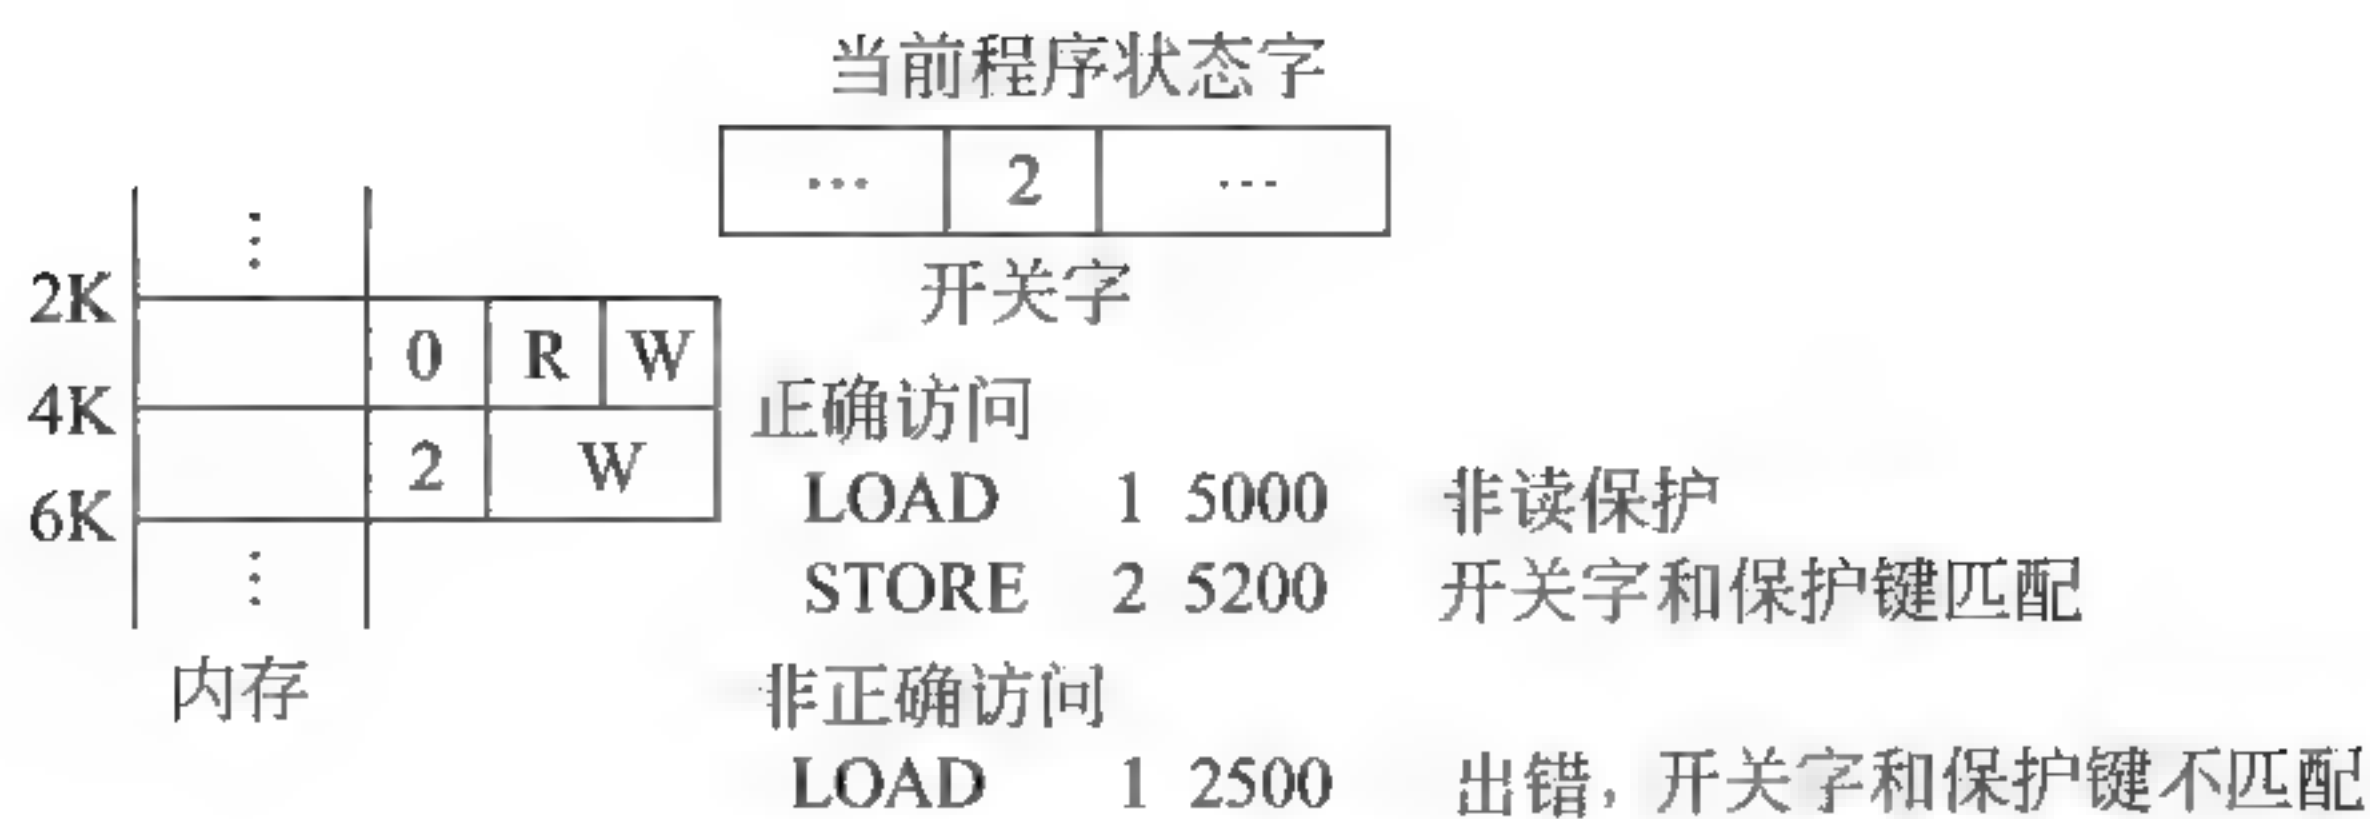 当前程序状态字
… 2 …
开关字
⋮
2K
0 R W
4K
2 W
6K
⋮
内存
正确访问
LOAD 1 5000 非读保护
STORE 2 5200 开关字和保护键匹配
非正确访问
LOAD 1 2500 出错，开关字和保护键不匹配